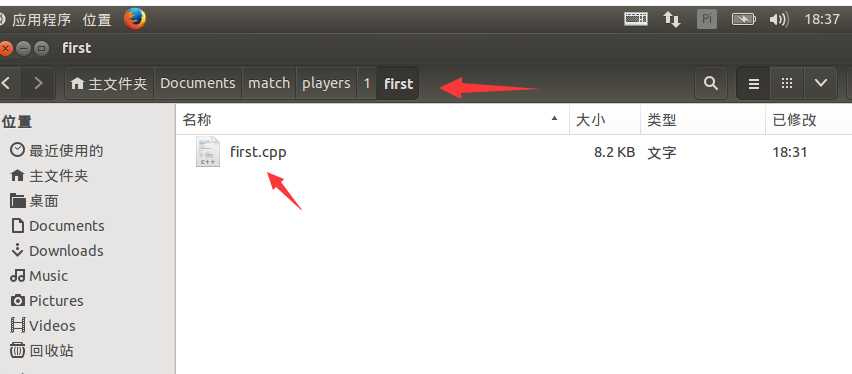 应用程序 位置 Pi 18:37
first
主文件夹 Documents match players 1 first
位置 名称 大小 类型 已修改
最近使用的 C++ first.cpp 8.2 KB 文字 18:31
主文件夹
桌面
Documents
Downloads
Music
Pictures
Videos
回收站